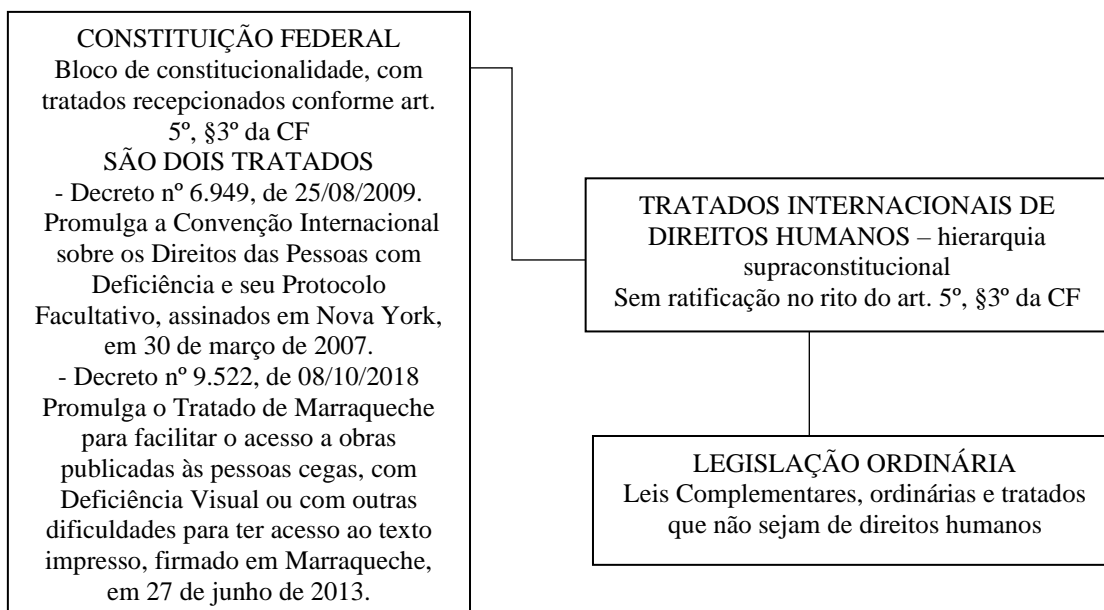 CONSTITUIÇÃO FEDERAL
Bloco de constitucionalidade, com
tratados recepcionados conforme art.
5º, §3º da CF
SÃO DOIS TRATADOS
- Decreto nº 6.949, de 25/08/2009.
Promulga a Convenção Internacional
sobre os Direitos das Pessoas com
Deficiência e seu Protocolo
Facultativo, assinados em Nova York,
em 30 de março de 2007.
- Decreto nº 9.522, de 08/10/2018
Promulga o Tratado de Marraqueche
para facilitar o acesso a obras
publicadas às pessoas cegas, com
Deficiência Visual ou com outras
dificuldades para ter acesso ao texto
impresso, firmado em Marraqueche,
em 27 de junho de 2013.
TRATADOS INTERNACIONAIS DE
DIREITOS HUMANOS – hierarquia
supraconstitucional
Sem ratificação no rito do art. 5º, §3º da CF
LEGISLAÇÃO ORDINÁRIA
Leis Complementares, ordinárias e tratados
que não sejam de direitos humanos